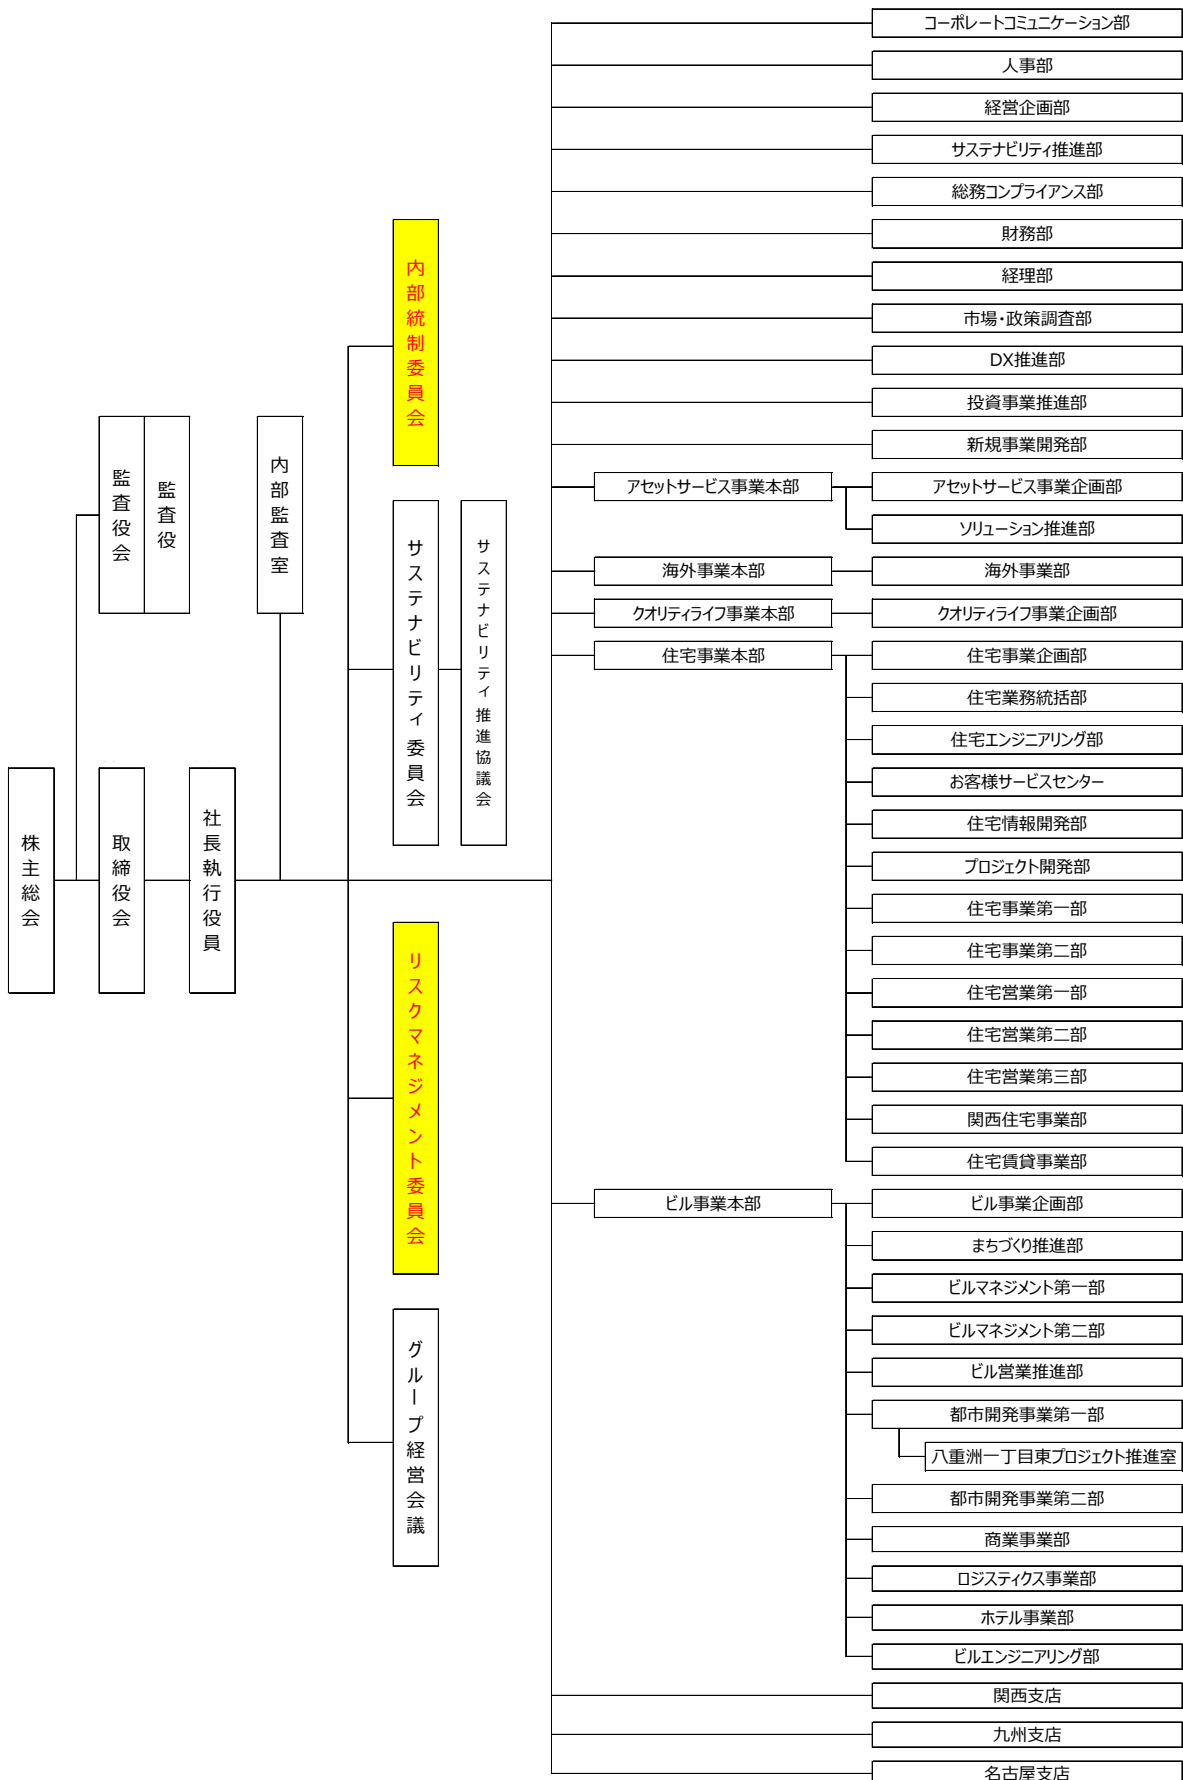 株主総会
監査役会
監査役
取締役会
社長執行役員
内部監査室
内部統制委員会
サステナビリティ委員会
サステナビリティ推進協議会
リスクマネジメント委員会
グループ経営会議
コーポレートコミュニケーション部
人事部
経営企画部
サステナビリティ推進部
総務コンプライアンス部
財務部
経理部
市場・政策調査部
DX推進部
投資事業推進部
新規事業開発部
アセットサービス事業本部
アセットサービス事業企画部
ソリューション推進部
海外事業本部
海外事業部
クオリティライフ事業本部
クオリティライフ事業企画部
住宅事業本部
住宅事業企画部
住宅業務統括部
住宅エンジニアリング部
お客様サービスセンター
住宅情報開発部
プロジェクト開発部
住宅事業第一部
住宅事業第二部
住宅営業第一部
住宅営業第二部
住宅営業第三部
関西住宅事業部
住宅賃貸事業部
ビル事業本部
ビル事業企画部
まちづくり推進部
ビルマネジメント第一部
ビルマネジメント第二部
ビル営業推進部
都市開発事業第一部
八重洲一丁目東プロジェクト推進室
都市開発事業第二部
商業事業部
ロジスティクス事業部
ホテル事業部
ビルエンジニアリング部
関西支店
九州支店
名古屋支店